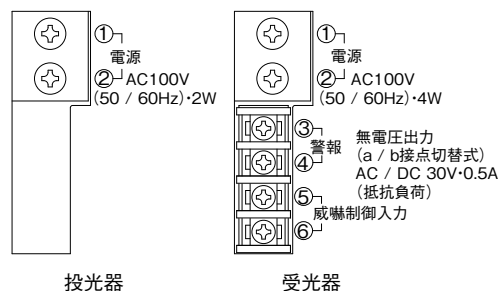 ①
電源
② AC100V
(50 / 60Hz)・2W
投光器
①
電源
② AC100V
(50 / 60Hz)・4W
③
警報
④
無電圧出力
(a / b接点切替式)
AC / DC 30V・0.5A
(抵抗負荷)
⑤
威嚇制御入力
⑥
受光器